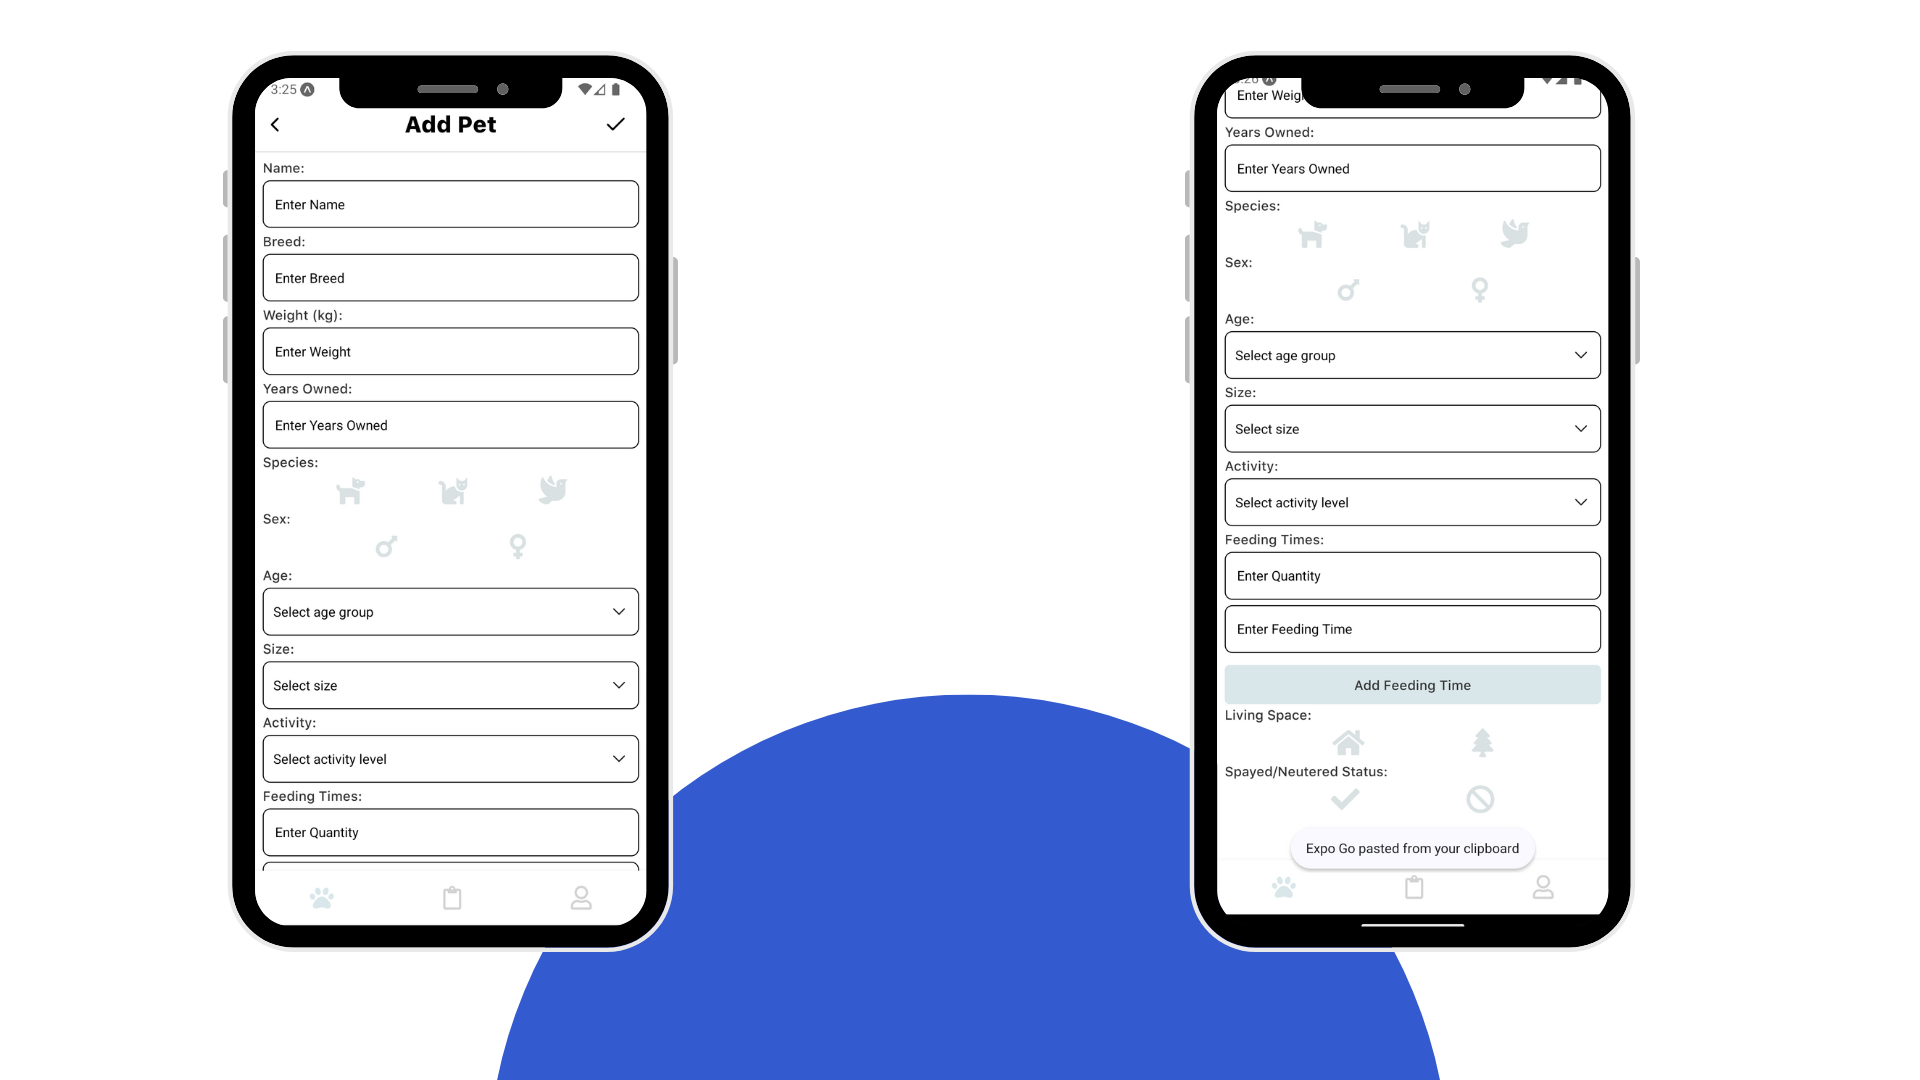 3:25
Add Pet
Name:
Enter Name
Breed:
Enter Breed
Weight (kg):
Enter Weight
Years Owned:
Enter Years Owned
Species:
Sex:
Age:
Select age group
Size:
Select size
Activity:
Select activity level
Feeding Times:
Enter Quantity
Enter
Years Owned:
Enter Years Owned
Species:
Sex:
Age:
Select age group
Size:
Select size
Activity:
Select activity level
Feeding Times:
Enter Quantity
Enter Feeding Time
Add Feeding Time
Living Space:
Spayed/Neutered Status:
Expo Go pasted from your clipboard